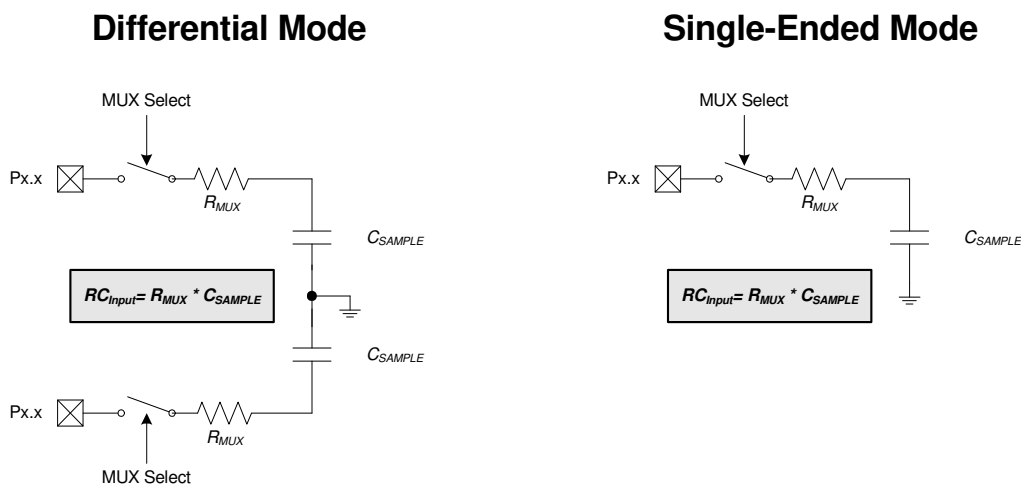 Differential Mode
MUX Select
Px.x
RMUX
CSAMPLE
RCInput= RMUX * CSAMPLE
CSAMPLE
Px.x
RMUX
MUX Select
Single-Ended Mode
MUX Select
Px.x
RMUX
CSAMPLE
RCInput= RMUX * CSAMPLE